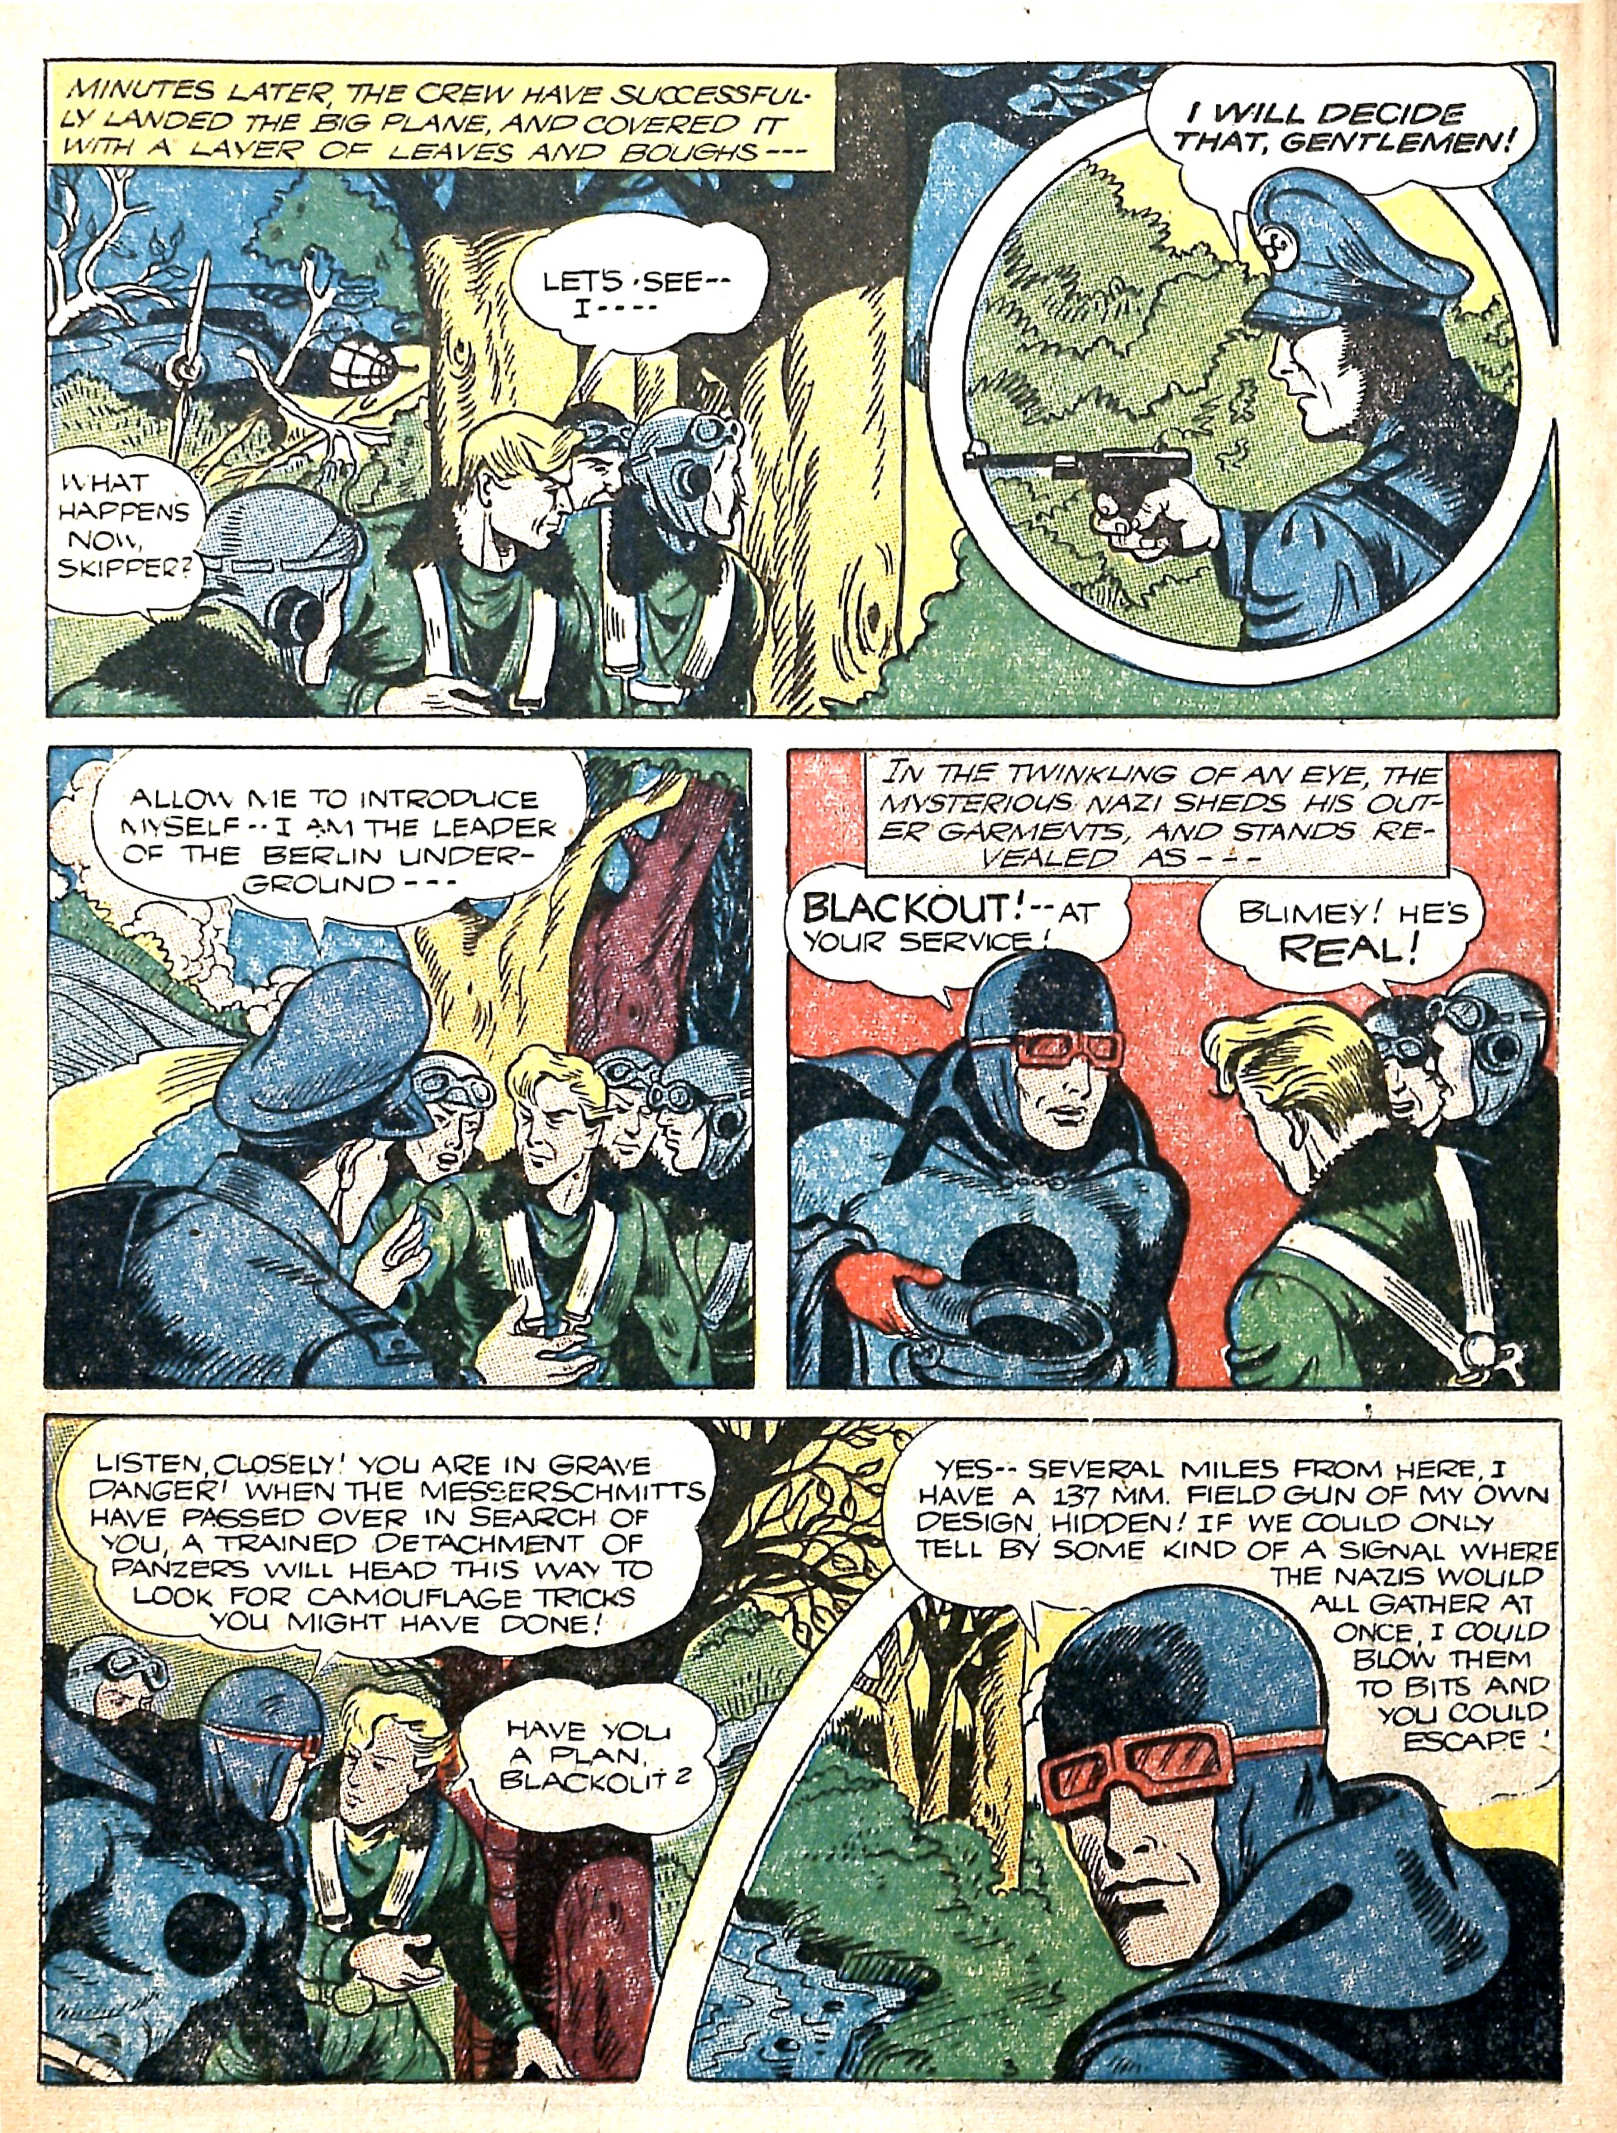 MINUTES LATER, THE CREW HAVE SUCCESSFUL-
LY LANDED THE BIG PLANE, AND COVERED IT
WITH A LAYER OF LEAVES AND BOUGHS---
WHAT
HAPPENS
NOW,
SKIPPER?
LET'S SEE--
I----
I WILL DECIDE
THAT, GENTLEMEN!
ALLOW ME TO INTRODUCE
MYSELF--I AM THE LEADER
OF THE BERLIN UNDER-
GROUND---
IN THE TWINKLING OF AN EYE, THE
MYSTERIOUS NAZI SHEDS HIS OUT-
ER GARMENTS, AND STANDS RE-
VEALED AS---
BLACKOUT!--AT
YOUR SERVICE!
BLIMEY! HE'S
REAL!
LISTEN, CLOSELY! YOU ARE IN GRAVE
DANGER! WHEN THE MESSERSCHMITTS
HAVE PASSED OVER IN SEARCH OF
YOU, A TRAINED DETACHMENT OF
PANZERS WILL HEAD THIS WAY TO
LOOK FOR CAMOUFLAGE TRICKS
YOU MIGHT HAVE DONE!
HAVE YOU
A PLAN,
BLACKOUT?
YES-- SEVERAL MILES FROM HERE, I
HAVE A 137 MM. FIELD GUN OF MY OWN
DESIGN, HIDDEN! IF WE COULD ONLY
TELL BY SOME KIND OF A SIGNAL WHERE
THE NAZIS WOULD
ALL GATHER AT
ONCE, I COULD
BLOW THEM
TO BITS AND
YOU COULD
ESCAPE!
3